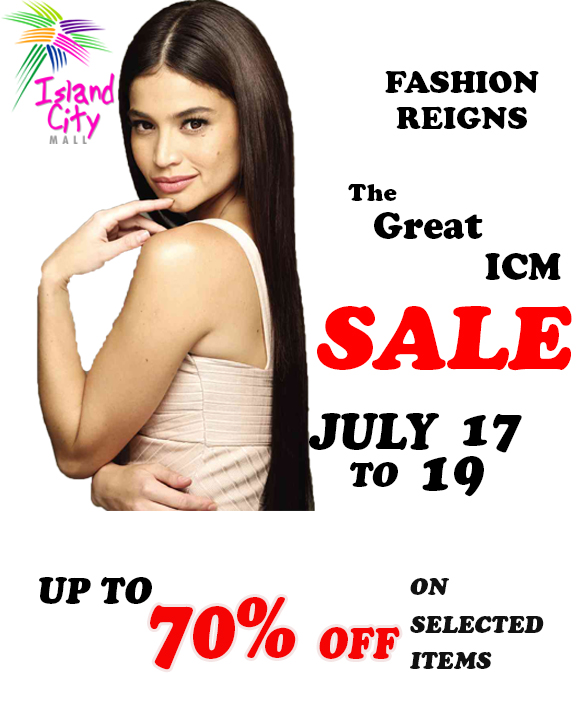 Island
City
MALL
FASHION
REIGNS
The
Great
ICM
SALE
JULY 17
TO 19
UP TO
70% OFF
ON
SELECTED
ITEMS